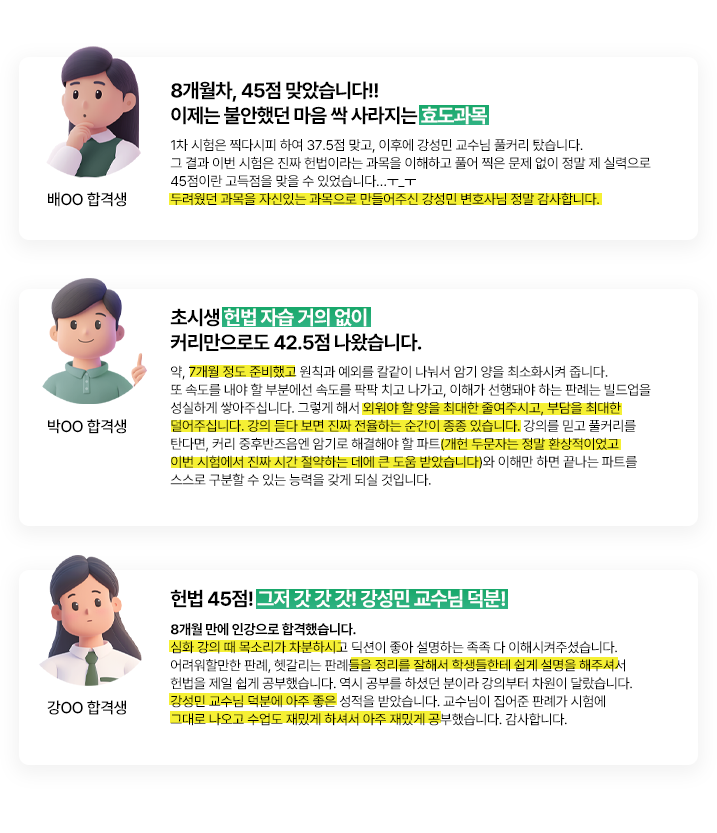 8개월차, 45점 맞았습니다!!
이제는 불안했던 마음 싹 사라지는 효도과목
1차 시험은 찍다시피 하여 37.5점 맞고, 이후에 강성민 교수님 풀커리 탔습니다.
그 결과 이번 시험은 진짜 헌법이라는 과목을 이해하고 풀어 찍은 문제 없이 정말 제 실력으로
45점이란 고득점을 맞을 수 있었습니다...ㅜ_ㅜ
두려웠던 과목을 자신있는 과목으로 만들어주신 강성민 변호사님 정말 감사합니다.
배OO 합격생
초시생 헌법 자습 거의 없이
커리만으로도 42.5점 나왔습니다.
약, 7개월 정도 준비했고 원칙과 예외를 칼같이 나눠서 암기 양을 최소화시켜 줍니다.
또 속도를 내야 할 부분에선 속도를 팍팍 치고 나가고, 이해가 선행돼야 하는 판례는 빌드업을
성실하게 쌓아주십니다. 그렇게 해서 외워야 할 양을 최대한 줄여주시고, 부담을 최대한
덜어주십니다. 강의 듣다 보면 진짜 전율하는 순간이 종종 있습니다. 강의를 믿고 풀커리를
탄다면, 커리 중후반즈음엔 암기로 해결해야 할 파트(개헌 두문자는 정말 환상적이었고
이번 시험에서 진짜 시간 절약하는 데에 큰 도움 받았습니다)와 이해만 하면 끝나는 파트를
스스로 구분할 수 있는 능력을 갖게 되실 것입니다.
박OO 합격생
헌법 45점! 그저 갓 갓 갓! 강성민 교수님 덕분!
8개월 만에 인강으로 합격했습니다.
심화 강의 때 목소리가 차분하시고 딕션이 좋아 설명하는 족족 다 이해시켜주셨습니다.
어려워할만한 판례, 헷갈리는 판례들을 정리를 잘해서 학생들한테 쉽게 설명을 해주셔서
헌법을 제일 쉽게 공부했습니다. 역시 공부를 하셨던 분이라 강의부터 차원이 달랐습니다.
강성민 교수님 덕분에 아주 좋은 성적을 받았습니다. 교수님이 집어준 판례가 시험에
그대로 나오고 수업도 재밌게 하셔서 아주 재밌게 공부했습니다. 감사합니다.
강OO 합격생